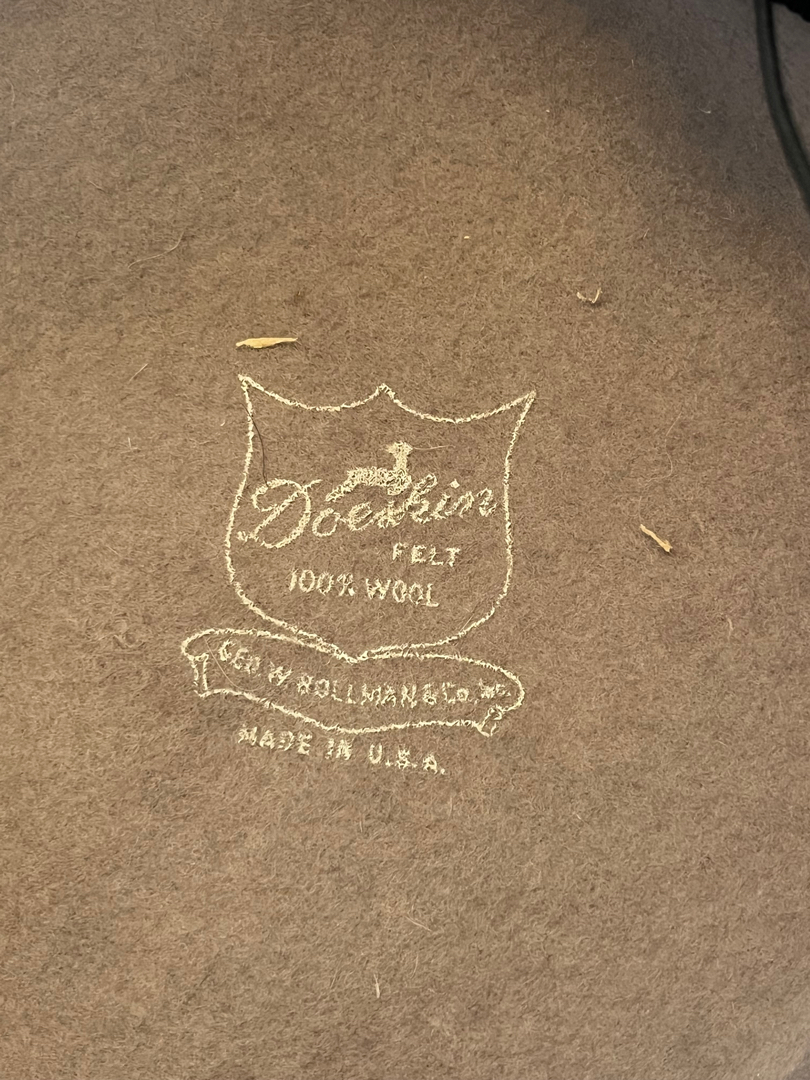 Doeskin
FELT
100% WOOL
GEO W BOLLMAN & CO., INC.
MADE IN U.S.A.